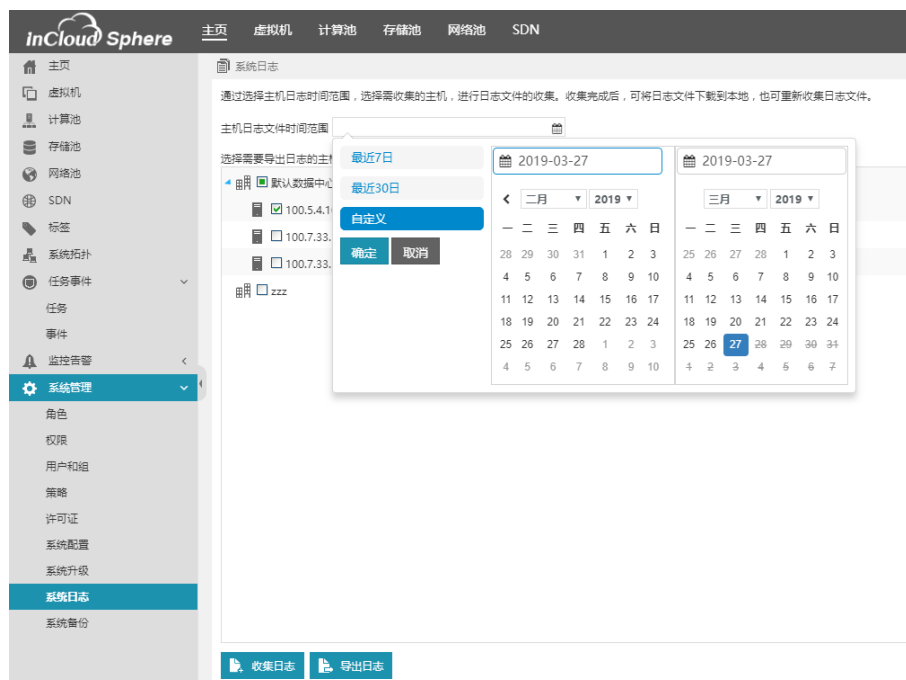 inCloud Sphere
主页 虚拟机 计算池 存储池 网络池 SDN
主页
虚拟机
计算池
存储池
网络池
SDN
标签
系统拓扑
任务事件
任务
事件
监控告警
系统管理
角色
权限
用户和组
策略
许可证
系统配置
系统升级
系统日志
系统备份
系统日志
通过选择主机日志时间范围，选择需收集的主机，进行日志文件的收集。收集完成后，可将日志文件下载到本地，也可重新收集日志文件。
主机日志文件时间范围
选择需要导出日志的主
默认数据中心
100.5.4.1
100.7.33.
100.7.33.
zzz
最近7日
最近30日
自定义
确定 取消
2019-03-27
二月 2019
一 二 三 四 五 六 日
28 29 30 31 1 2 3
4 5 6 7 8 9 10
11 12 13 14 15 16 17
18 19 20 21 22 23 24
25 26 27 28 1 2 3
4 5 6 7 8 9 10
2019-03-27
三月 2019
一 二 三 四 五 六 日
25 26 27 28 1 2 3
4 5 6 7 8 9 10
11 12 13 14 15 16 17
18 19 20 21 22 23 24
25 26 27 28 29 30 31
1 2 3 4 5 6 7
收集日志 导出日志